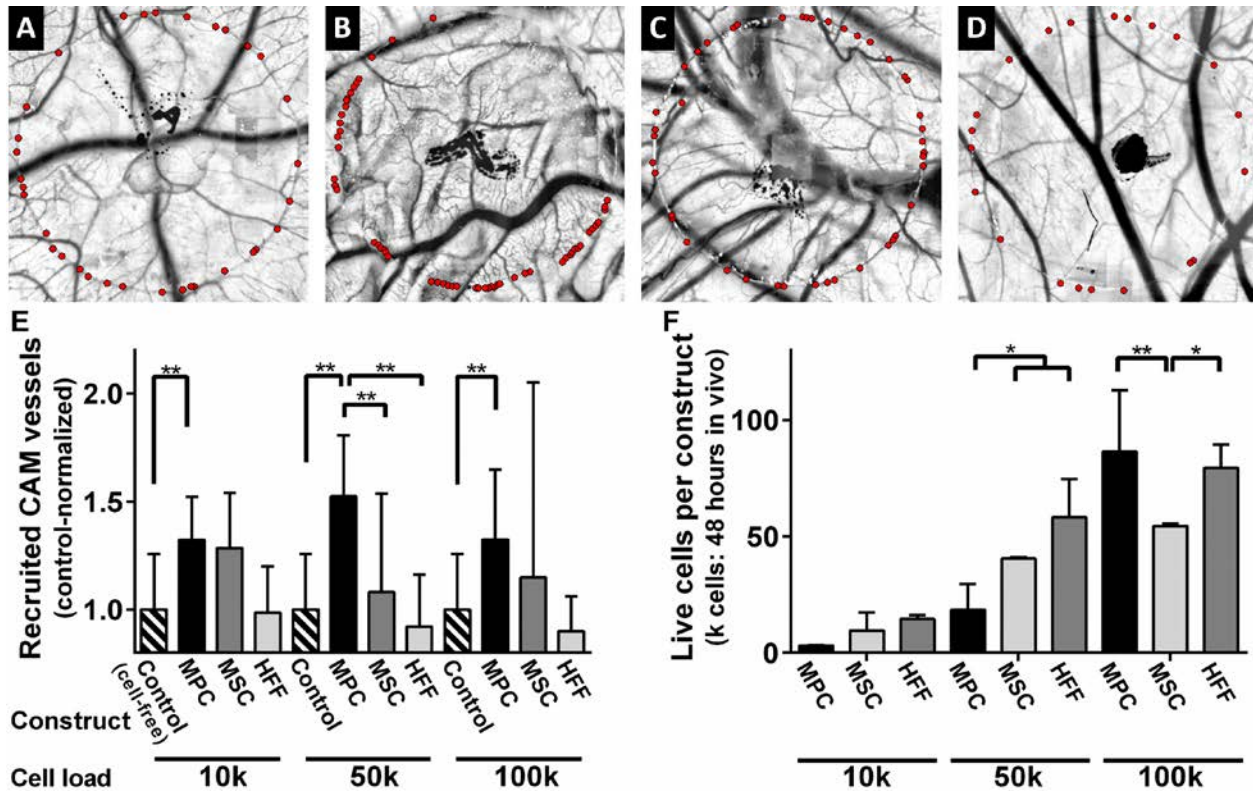 A B C D
E F
Recruited CAM vessels
(control-normalized)
2.0
1.5
1.0
** ** ** ** **
Control
(cell-free)
MPC
MSC
HFF
Control
MPC
MSC
HFF
Control
MPC
MSC
HFF
Construct
Cell load
10k 50k 100k
Live cells per construct
(k cells: 48 hours in vivo)
100
50
0
* ** *
MPC
MSC
HFF
MPC
MSC
HFF
MPC
MSC
HFF
10k 50k 100k